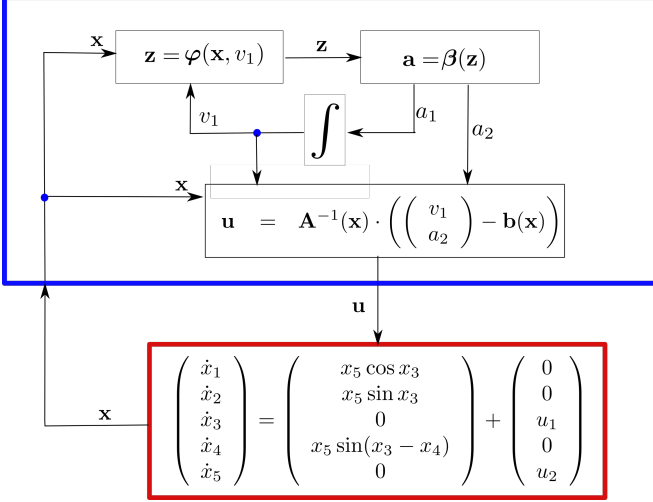 x
z = φ(x, v₁)
z
a = β(z)
v₁
∫
a₁
a₂
x
u = A⁻¹(x) · ( ( v₁
a₂ ) − b(x) )
u
x
( ẋ₁ ẋ₂ ẋ₃ ẋ₄ ẋ₅ ) = ( x₅ cos x₃ x₅ sin x₃ 0 x₅ sin(x₃ − x₄) 0 ) + ( 0 0 u₁ 0 u₂ )